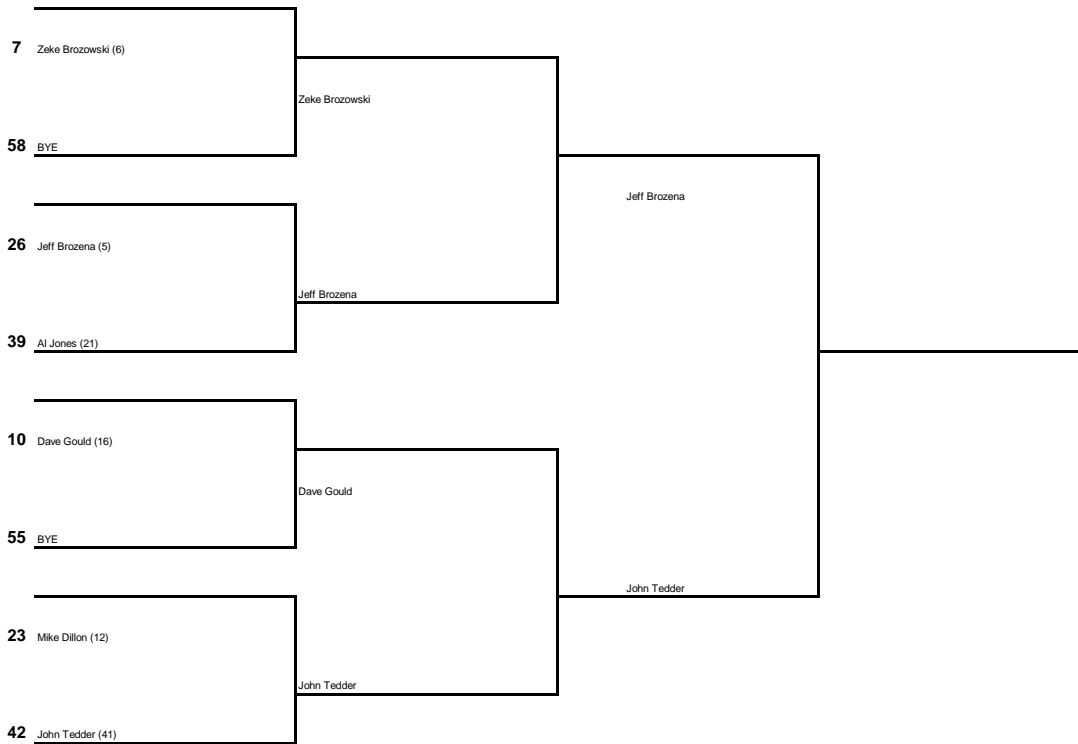 7 Zeke Brozowski (6)
Zeke Brozowski
58 BYE
Jeff Brozena
26 Jeff Brozena (5)
Jeff Brozena
39 Al Jones (21)
10 Dave Gould (16)
Dave Gould
55 BYE
John Tedder
23 Mike Dillon (12)
John Tedder
42 John Tedder (41)